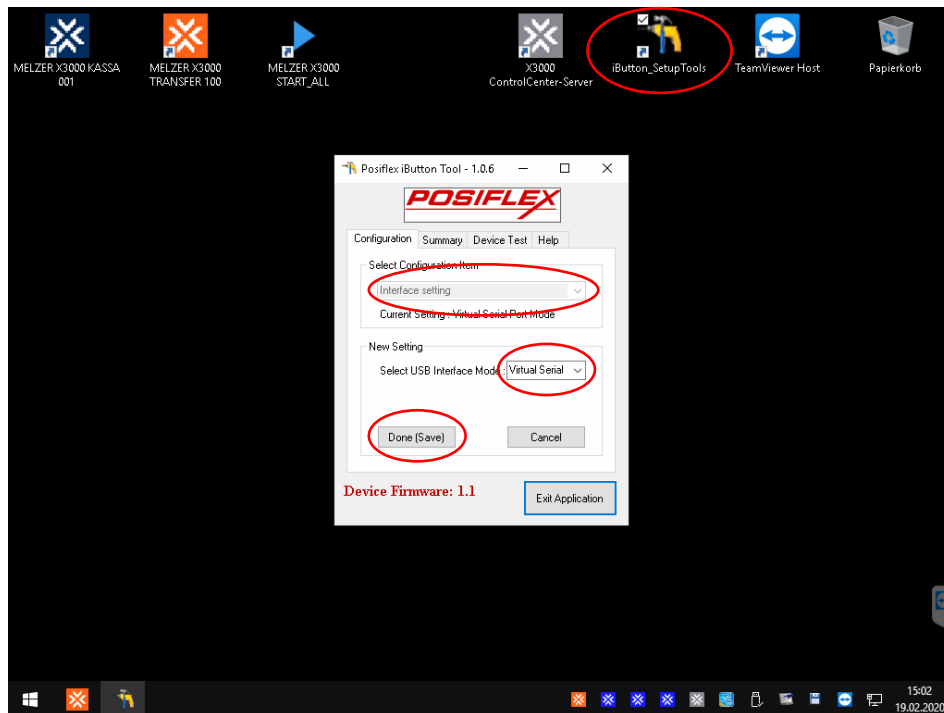 MELZER X3000 KASSA
001
MELZER X3000
TRANSFER 100
MELZER X3000
START_ALL
X3000
ControlCenter-Server
iButton_SetupTools
TeamViewer Host
Papierkorb
Posiflex iButton Tool - 1.0.6
POSIFLEX
Configuration Summary Device Test Help
Select Configuration Item
Interface setting
Current Setting : Virtual Serial Port Mode
New Setting
Select USB Interface Mode : Virtual Serial
Done (Save) Cancel
Device Firmware: 1.1
Exit Application
15:02
19.02.2020